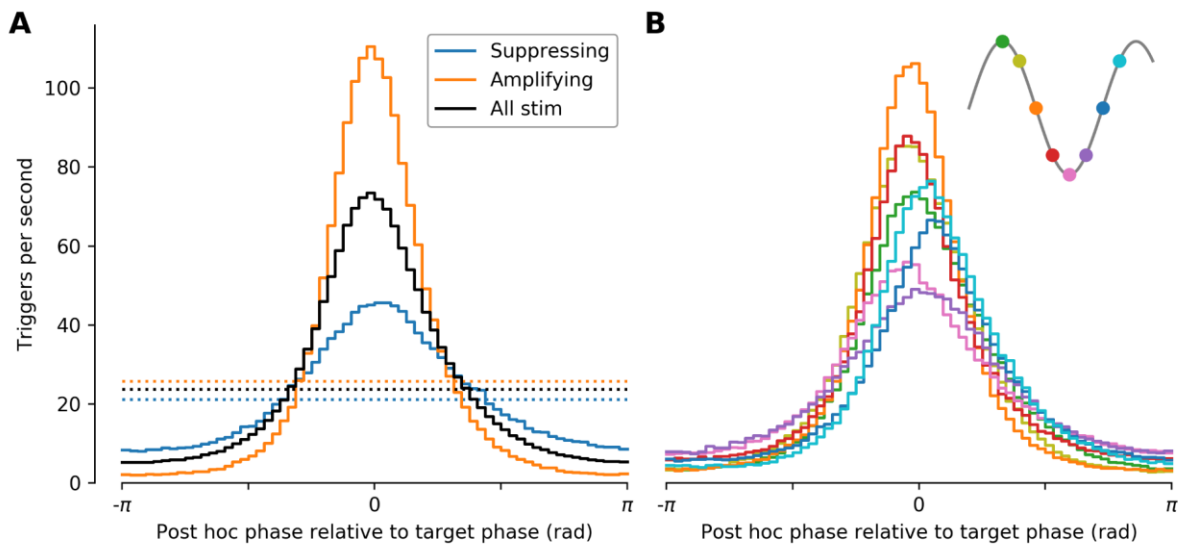 A
B
Suppressing
Amplifying
All stim
Triggers per second
100
80
60
40
20
0
-π
0
π
-π
0
π
Post hoc phase relative to target phase (rad)
Post hoc phase relative to target phase (rad)